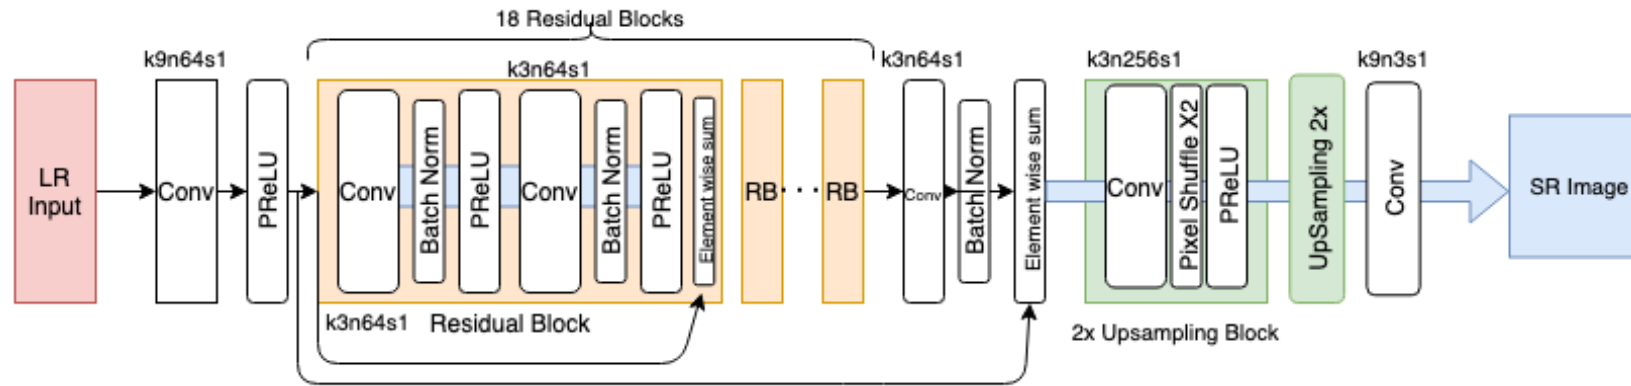 18 Residual Blocks
k9n64s1
k3n64s1
k3n64s1
k3n256s1
k9n3s1
LR
Input
Conv
PReLU
Conv
Batch Norm
PReLU
Conv
Batch Norm
PReLU
Element wise sum
RB
· · ·
RB
Conv
Batch Norm
Element wise sum
Conv
Pixel Shuffle X2
PReLU
UpSampling 2x
Conv
SR Image
k3n64s1
Residual Block
2x Upsampling Block